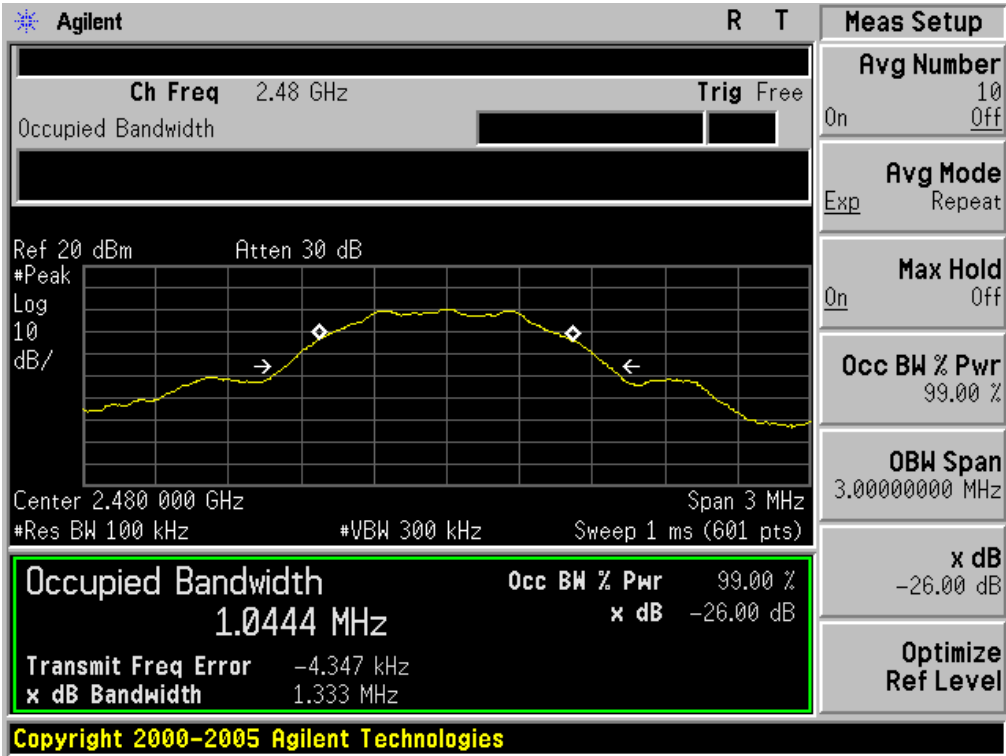 Agilent R T
Ch Freq 2.48 GHz Trig Free
Occupied Bandwidth
Ref 20 dBm Atten 30 dB
#Peak
Log
10
dB/
Center 2.480 000 GHz Span 3 MHz
#Res BW 100 kHz #VBW 300 kHz Sweep 1 ms (601 pts)
Occupied Bandwidth Occ BW % Pwr 99.00 %
1.0444 MHz x dB -26.00 dB
Transmit Freq Error -4.347 kHz
x dB Bandwidth 1.333 MHz
Copyright 2000-2005 Agilent Technologies
Meas Setup
Avg Number
10
On Off
Avg Mode
Exp Repeat
Max Hold
On Off
Occ BW % Pwr
99.00 %
OBW Span
3.00000000 MHz
x dB
-26.00 dB
Optimize
Ref Level